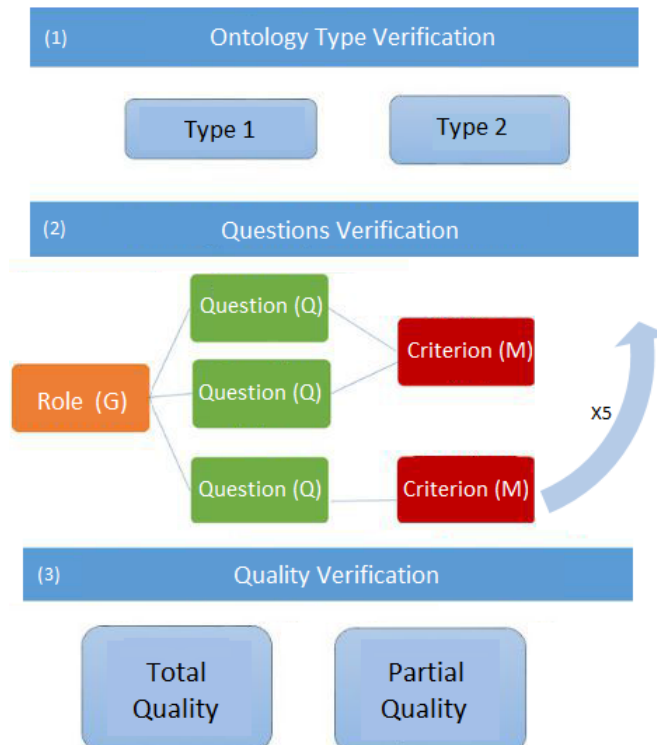 (1) Ontology Type Verification
Type 1 Type 2
(2) Questions Verification
Question (Q)
Criterion (M)
Question (Q)
Role (G)
X5
Question (Q) Criterion (M)
(3) Quality Verification
Total
Quality
Partial
Quality